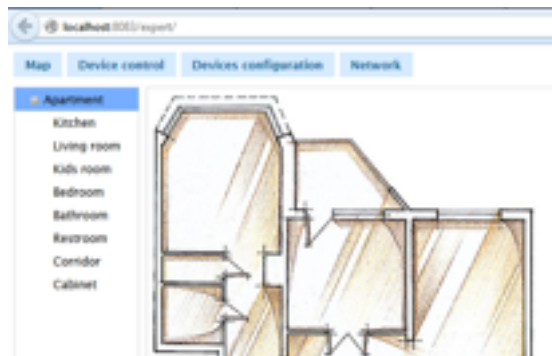 localhost:8083/expert/
Map Device control Devices configuration Network
Apartment
Kitchen
Living room
Kids room
Bedroom
Bathroom
Restroom
Corridor
Cabinet